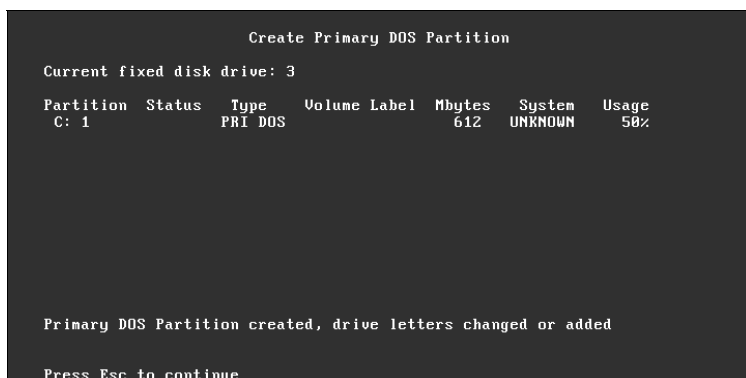 Create Primary DOS Partition
Current fixed disk drive: 3
Partition Status Type Volume Label Mbytes System Usage
C: 1 PRI DOS 612 UNKNOWN 50%
Primary DOS Partition created, drive letters changed or added
Press Esc to continue